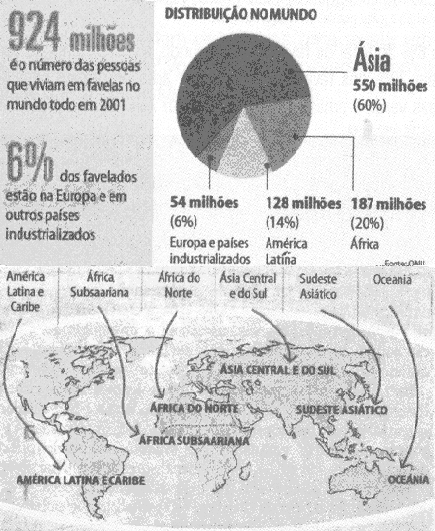 924 milhões
é o número das pessoas
que viviam em favelas no
mundo todo em 2001
6% dos favelados
estão na Europa e em
outros países
industrializados
DISTRIBUIÇÃO NO MUNDO
Ásia
550 milhões
(60%)
54 milhões
(6%)
Europa e países
industrializados
128 milhões
(14%)
América
Latina
187 milhões
(20%)
África
Fonte: ONU
América
Latina e
Caribe
África
Subsaariana
África do
Norte
Ásia Central
e do Sul
Sudeste
Asiático
Oceania
ÁSIA CENTRAL E DO SUL
ÁFRICA DO NORTE
SUDESTE ASIÁTICO
ÁFRICA SUBSAARIANA
AMÉRICA LATINA E CARIBE
OCEANIA